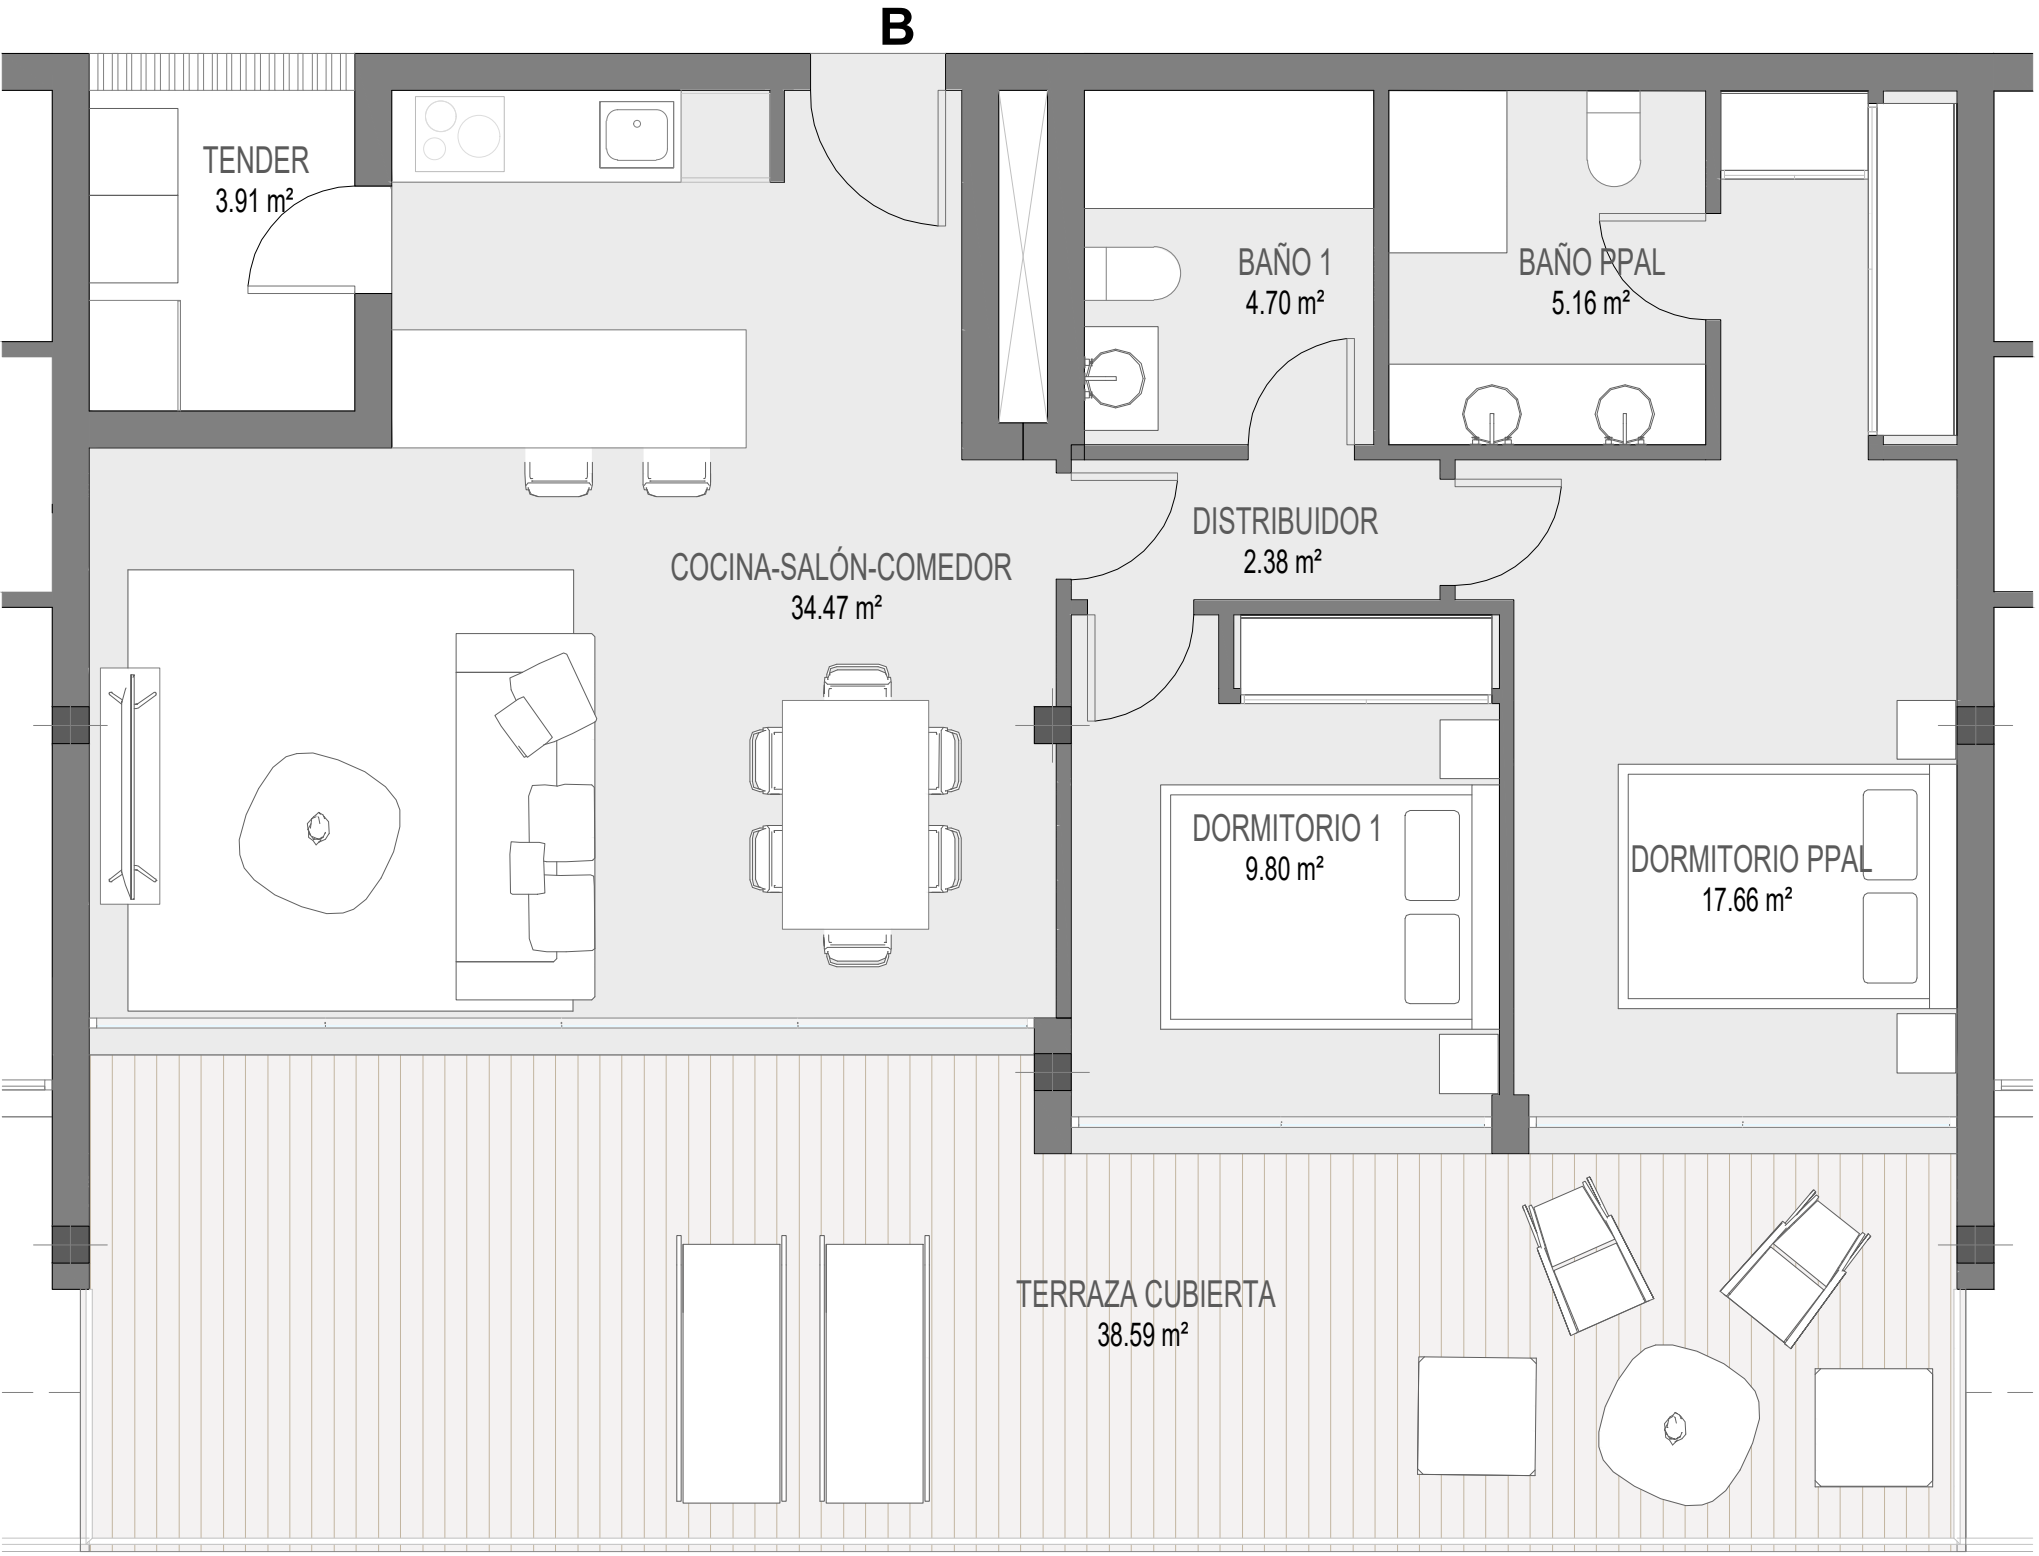 B
TENDER
3.91 m²
BAÑO 1
4.70 m²
BAÑO PPAL
5.16 m²
DISTRIBUIDOR
2.38 m²
COCINA-SALÓN-COMEDOR
34.47 m²
DORMITORIO 1
9.80 m²
DORMITORIO PPAL
17.66 m²
TERRAZA CUBIERTA
38.59 m²